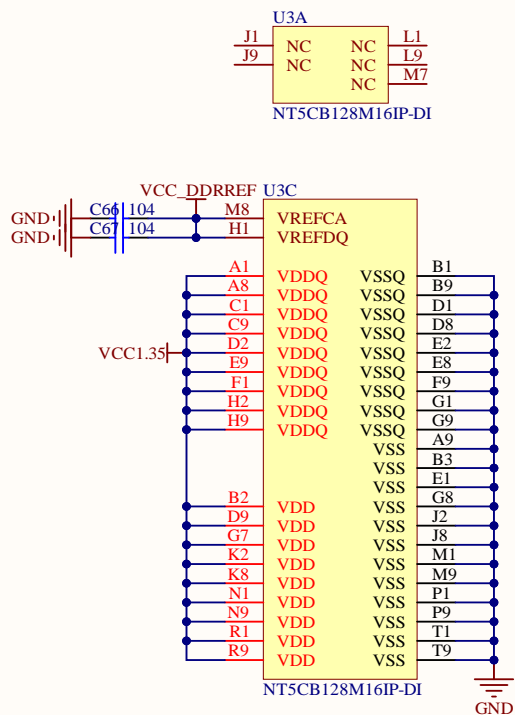 U3A
J1 NC NC L1
J9 NC NC L9
NC M7
NT5CB128M16IP-DI
VCC_DDRREF U3C
GND C66 104 M8 VREFCA
GND C67 104 H1 VREFDQ
A1 VDDQ VSSQ B1
A8 VDDQ VSSQ B9
C1 VDDQ VSSQ D1
C9 VDDQ VSSQ D8
VCC1.35 D2 VDDQ VSSQ E2
E9 VDDQ VSSQ E8
F1 VDDQ VSSQ F9
H2 VDDQ VSSQ G1
H9 VDDQ VSSQ G9
VSS A9
VSS B3
VSS E1
B2 VDD VSS G8
D9 VDD VSS J2
G7 VDD VSS J8
K2 VDD VSS M1
K8 VDD VSS M9
N1 VDD VSS P1
N9 VDD VSS P9
R1 VDD VSS T1
R9 VDD VSS T9
NT5CB128M16IP-DI
GND